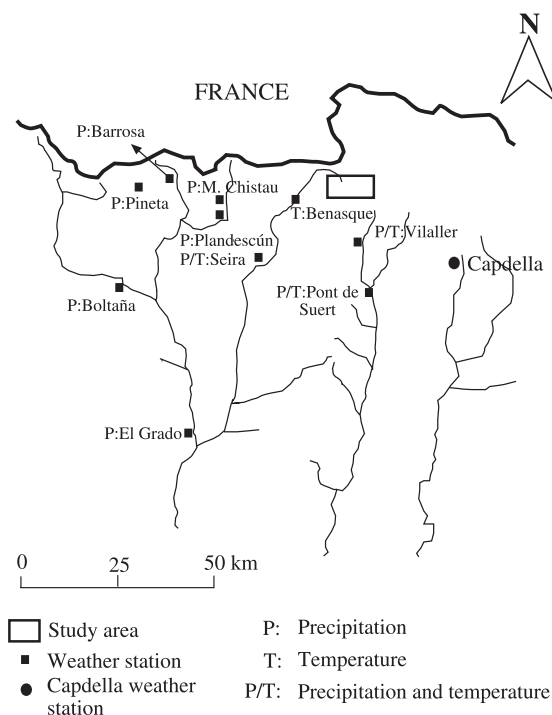 N
FRANCE
P:Barrosa
P:M. Chistau
P:Pineta
T:Benasque
P:Plandescún
P/T:Vilaller
P/T:Seira
Capdella
P:Boltaña
P/T:Pont de
Suert
P:El Grado
0 25 50 km
Study area
P: Precipitation
Weather station
T: Temperature
Capdella weather
station
P/T: Precipitation and temperature